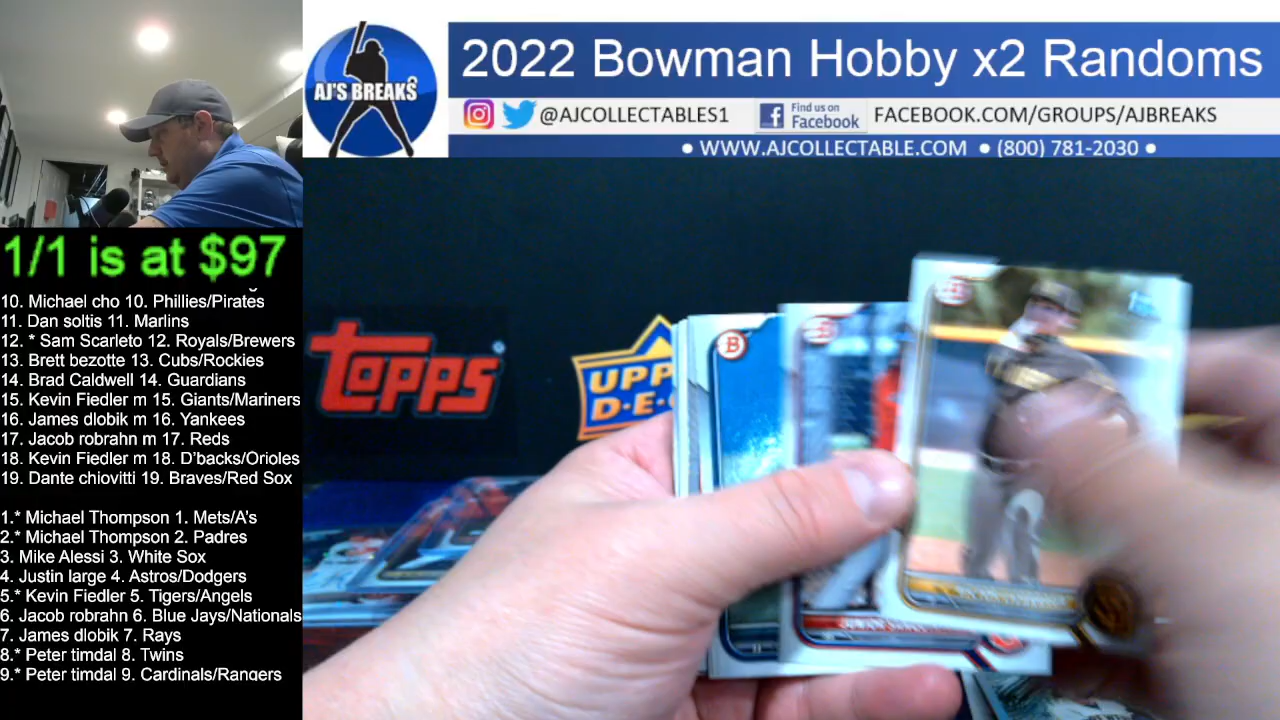 AJ'S BREAKS
2022 Bowman Hobby x2 Randoms
@AJCOLLECTABLES1
Find us on
Facebook
FACEBOOK.COM/GROUPS/AJBREAKS
• WWW.AJCOLLECTABLE.COM • (800) 781-2030 •
1/1 is at $97
10. Michael cho 10. Phillies/Pirates
11. Dan soltis 11. Marlins
12. * Sam Scarleto 12. Royals/Brewers
13. Brett bezotte 13. Cubs/Rockies
14. Brad Caldwell 14. Guardians
15. Kevin Fiedler m 15. Giants/Mariners
16. James dlobik m 16. Yankees
17. Jacob robrahn m 17. Reds
18. Kevin Fiedler m 18. D'backs/Orioles
19. Dante chiovitti 19. Braves/Red Sox
1.* Michael Thompson 1. Mets/A's
2.* Michael Thompson 2. Padres
3. Mike Alessi 3. White Sox
4. Justin large 4. Astros/Dodgers
5.* Kevin Fiedler 5. Tigers/Angels
6. Jacob robrahn 6. Blue Jays/Nationals
7. James dlobik 7. Rays
8.* Peter timdal 8. Twins
9.* Peter timdal 9. Cardinals/Rangers
topps
UPP
D·E·C
B